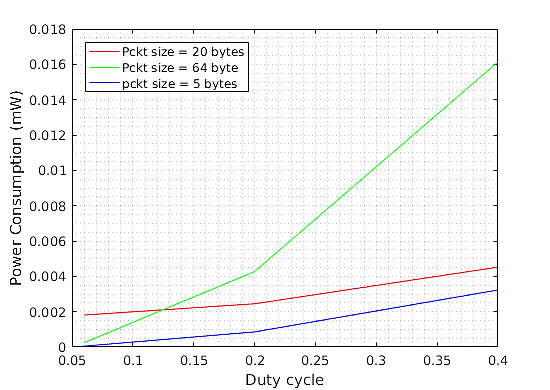 0.018
0.016
0.014
0.012
0.01
0.008
0.006
0.004
0.002
0
Power Consumption (mW)
Pckt size = 20 bytes
Pckt size = 64 byte
pckt size = 5 bytes
0.05 0.1 0.15 0.2 0.25 0.3 0.35 0.4
Duty cycle